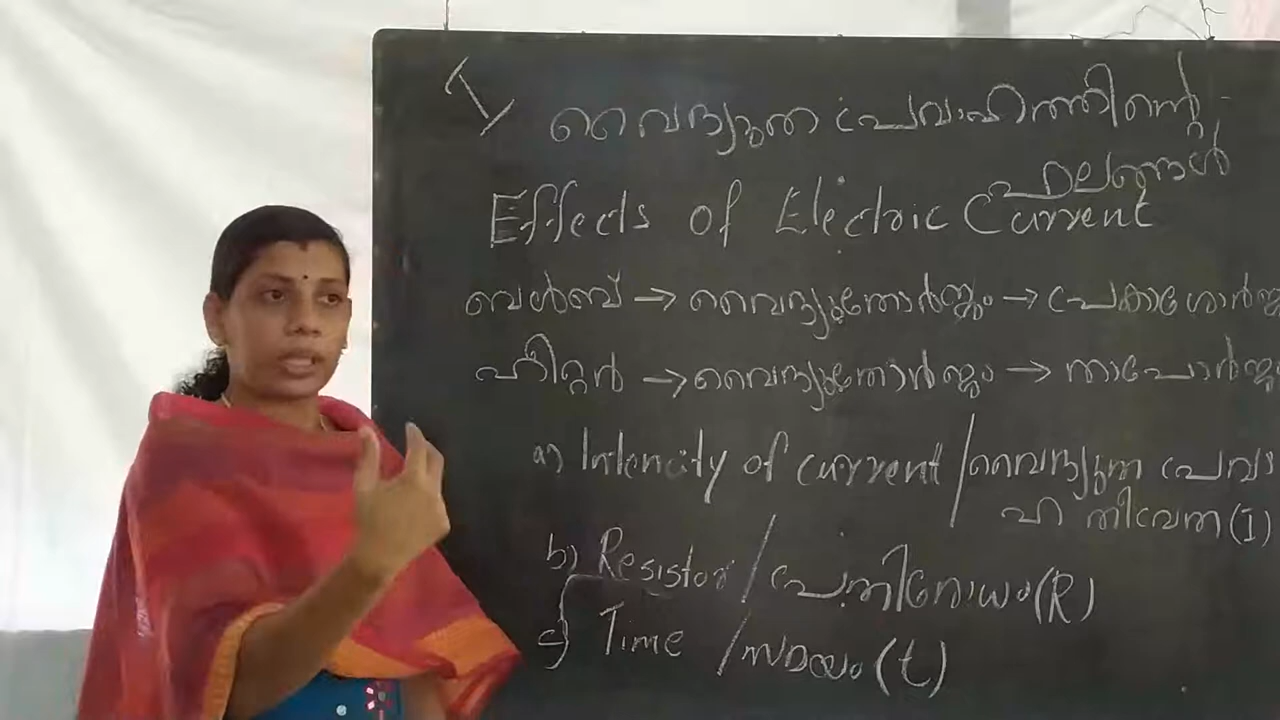 I
വൈദ്യുത പ്രവാഹത്തിന്റെ -
ഫലങ്ങൾ
Effects of Electric Current
ബൾബ് → വൈദ്യുതോർജ്ജം → പ്രകാശോർജ്ജ
ഹീറ്റർ → വൈദ്യുതോർജ്ജം → താപോർജ്ജ
a) Intencity of current / വൈദ്യുത പ്രവാ
ഹ തീവ്രത (I)
b) Resistor / പ്രതിരോധം (R)
c) Time / സമയം (t)